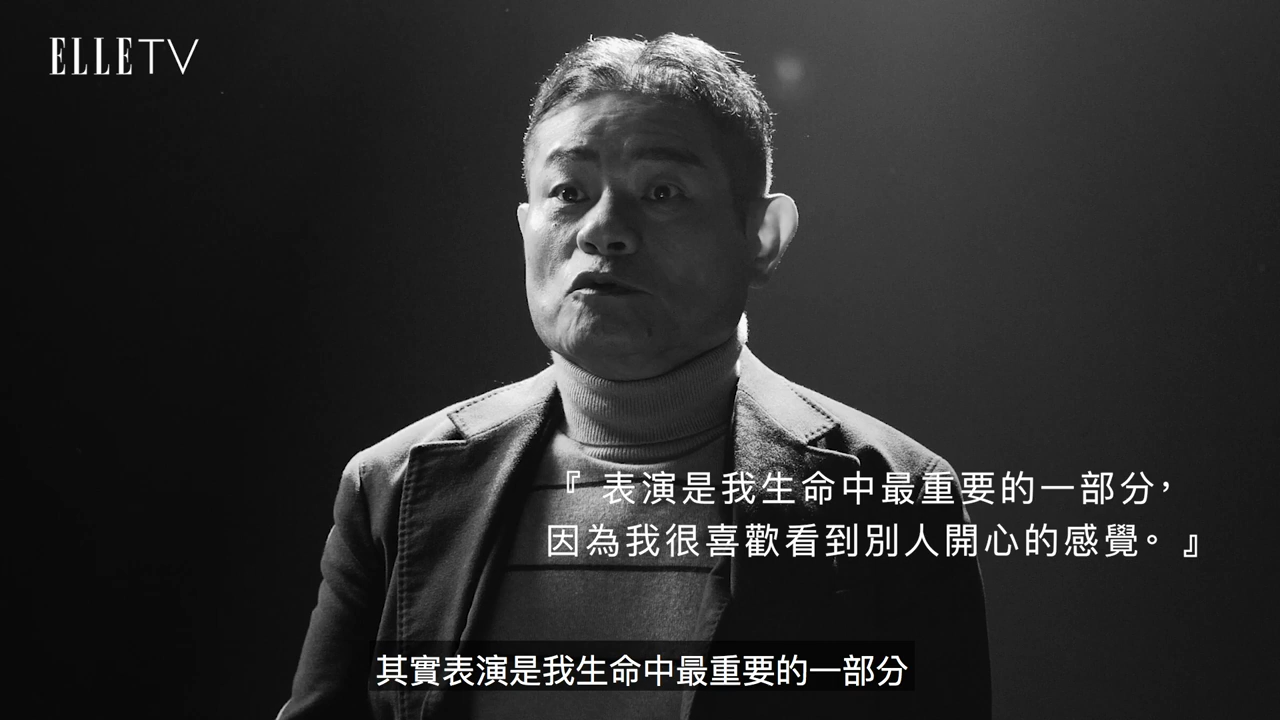 ELLETV
『 表演是我生命中最重要的一部分，
因為我很喜歡看到別人開心的感覺。』
其實表演是我生命中最重要的一部分